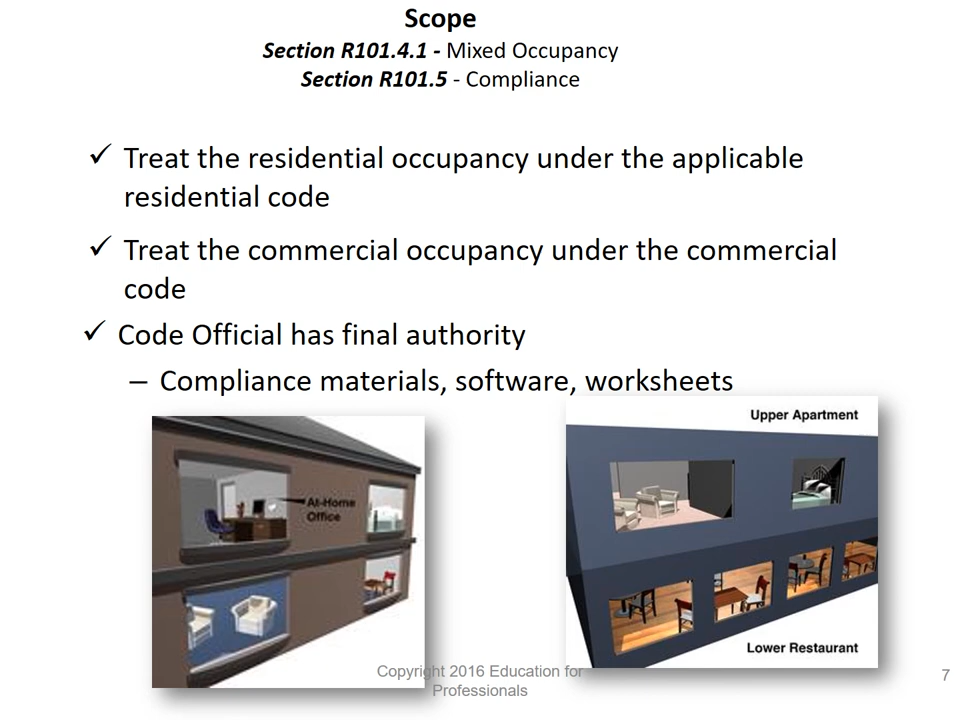 Scope
Section R101.4.1 - Mixed Occupancy
Section R101.5 - Compliance
✓ Treat the residential occupancy under the applicable
residential code
✓ Treat the commercial occupancy under the commercial
code
✓ Code Official has final authority
– Compliance materials, software, worksheets
At-Home
Office
Upper Apartment
Lower Restaurant
Copyright 2016 Education for
Professionals
7